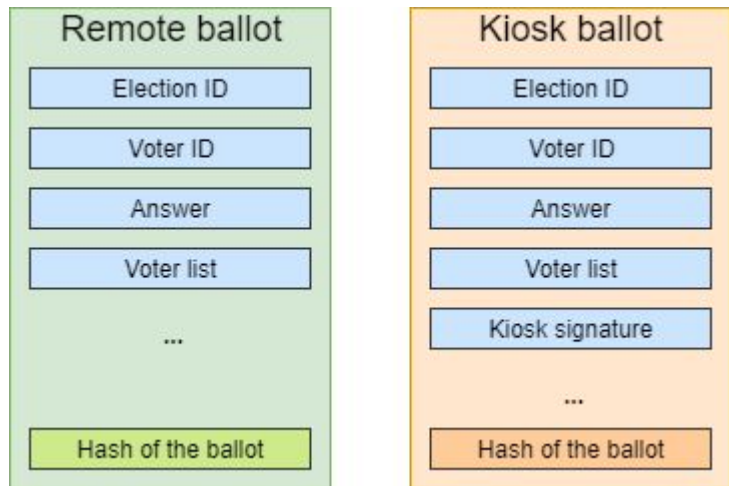 Remote ballot
Election ID
Voter ID
Answer
Voter list
...
Hash of the ballot
Kiosk ballot
Election ID
Voter ID
Answer
Voter list
Kiosk signature
...
Hash of the ballot